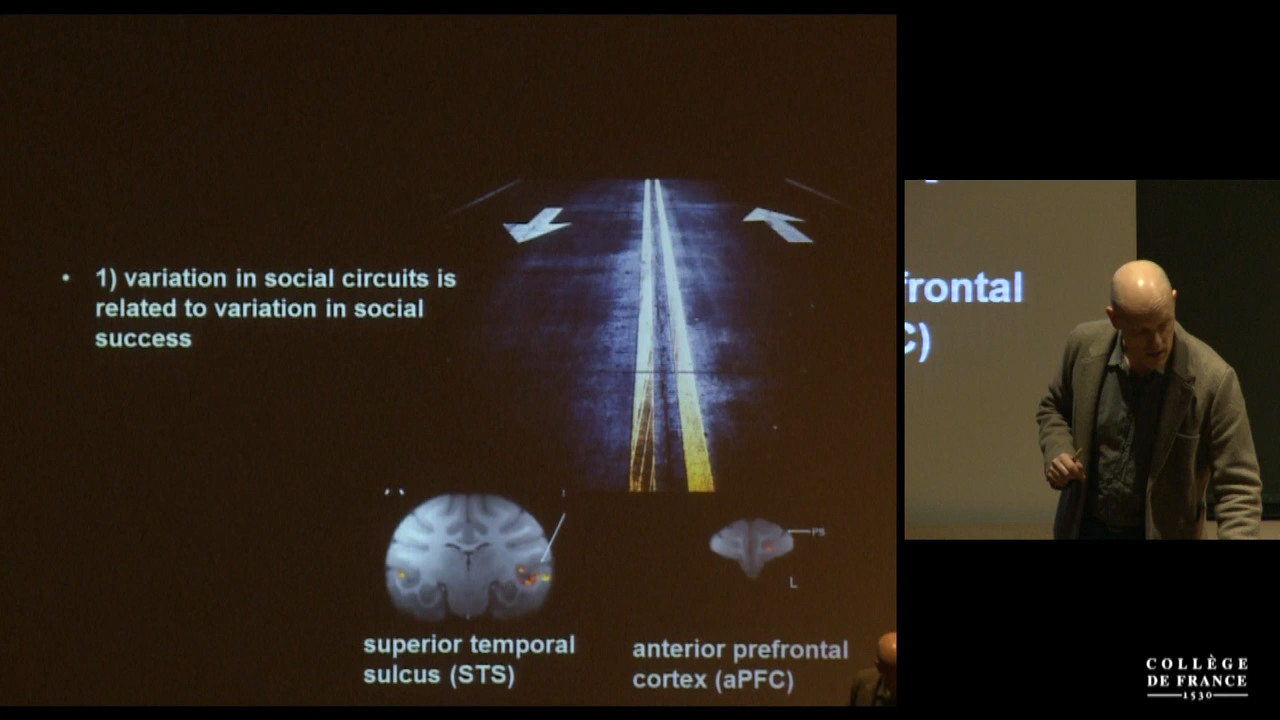 • 1) variation in social circuits is
related to variation in social
success
PS
L
superior temporal
sulcus (STS)
anterior prefrontal
cortex (aPFC)
frontal
C)
COLLÈGE
DE FRANCE
1530